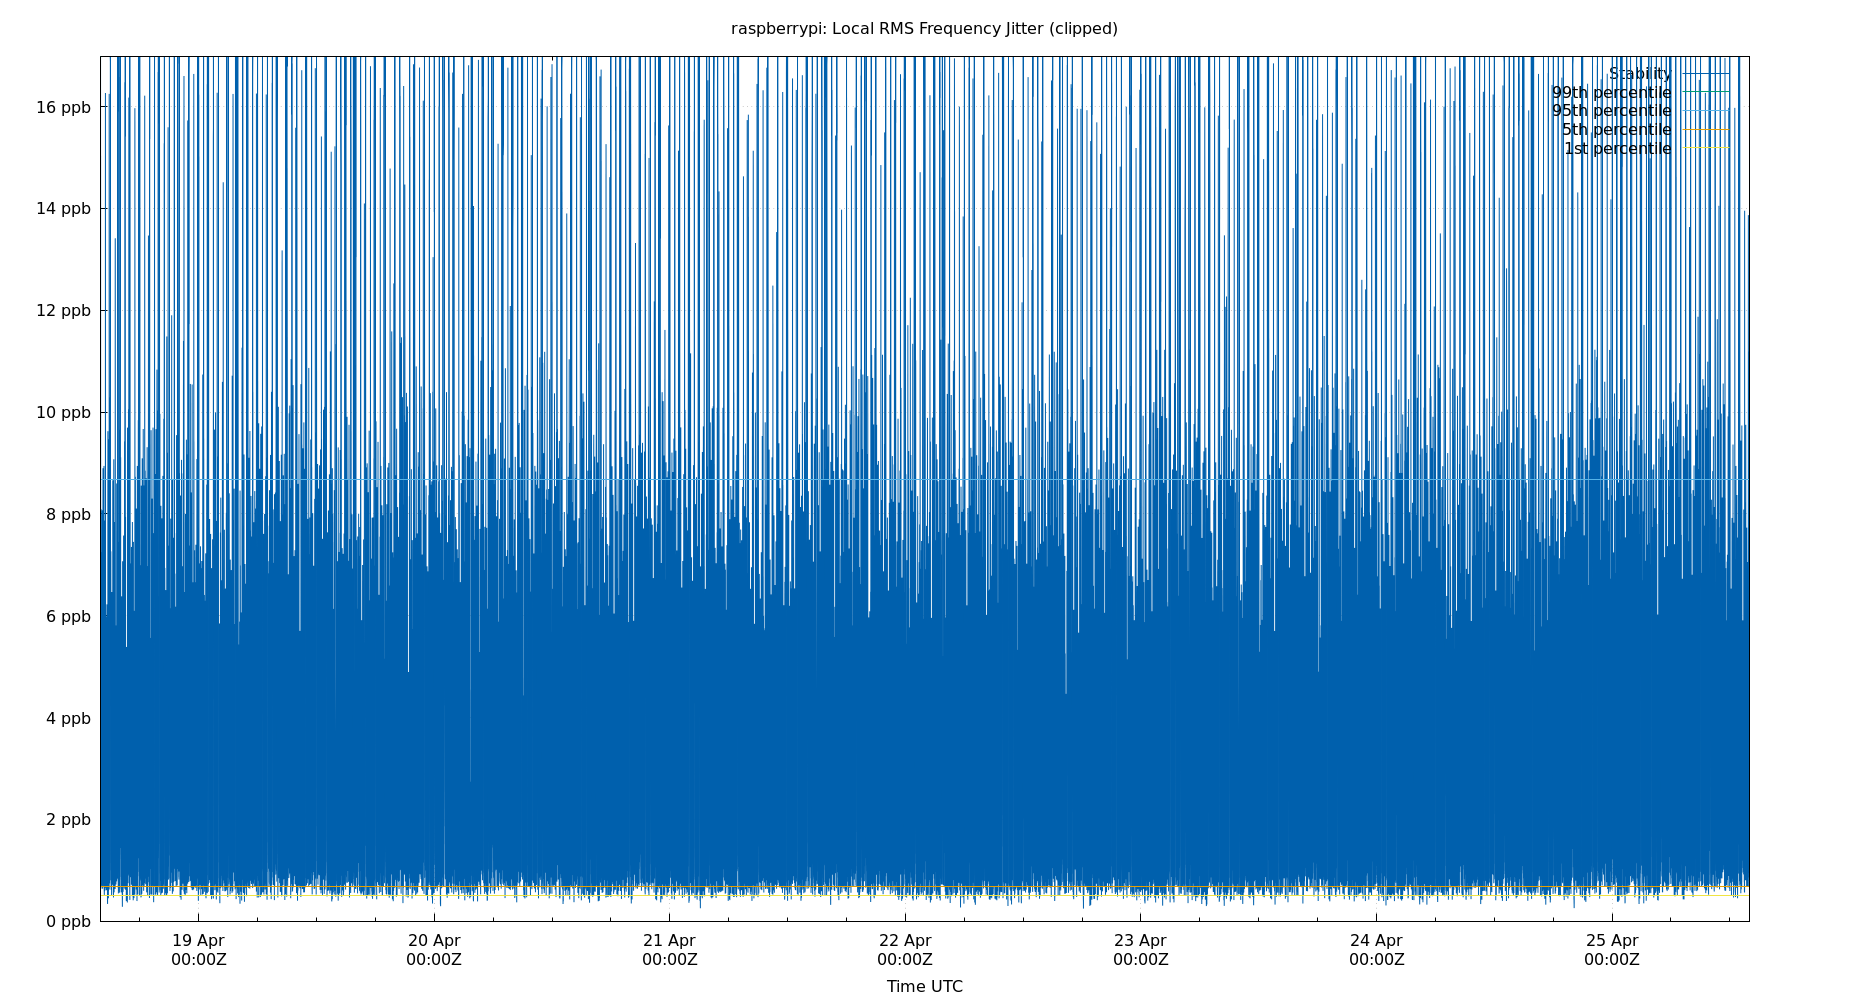 raspberrypi: Local RMS Frequency Jitter (clipped)
Stability
99th percentile
95th percentile
5th percentile
1st percentile
16 ppb
14 ppb
12 ppb
10 ppb
8 ppb
6 ppb
4 ppb
2 ppb
0 ppb
19 Apr 20 Apr 21 Apr 22 Apr 23 Apr 24 Apr 25 Apr
00:00Z 00:00Z 00:00Z 00:00Z 00:00Z 00:00Z 00:00Z
Time UTC